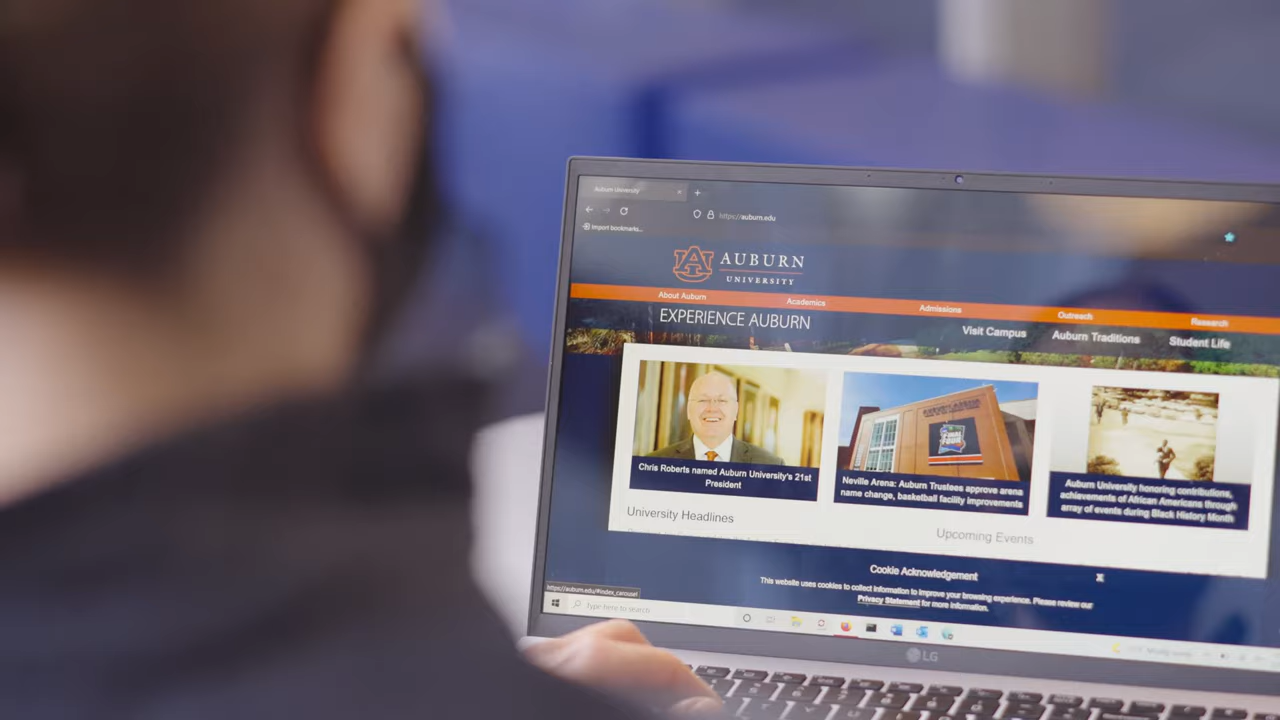 Auburn University
https://auburn.edu
Import bookmarks...
AUBURN
UNIVERSITY
About Auburn Academics Admissions Outreach Research
EXPERIENCE AUBURN
Visit Campus Auburn Traditions Student Life
FINAL FOUR
Chris Roberts named Auburn University's 21st
President
Neville Arena: Auburn Trustees approve arena
name change, basketball facility improvements
Auburn University honoring contributions,
achievements of African Americans through
array of events during Black History Month
University Headlines
Upcoming Events
Cookie Acknowledgement X
This website uses cookies to collect information to improve your browsing experience. Please review our
Privacy Statement for more information.
https://auburn.edu/#index_carousel
Type here to search
LG